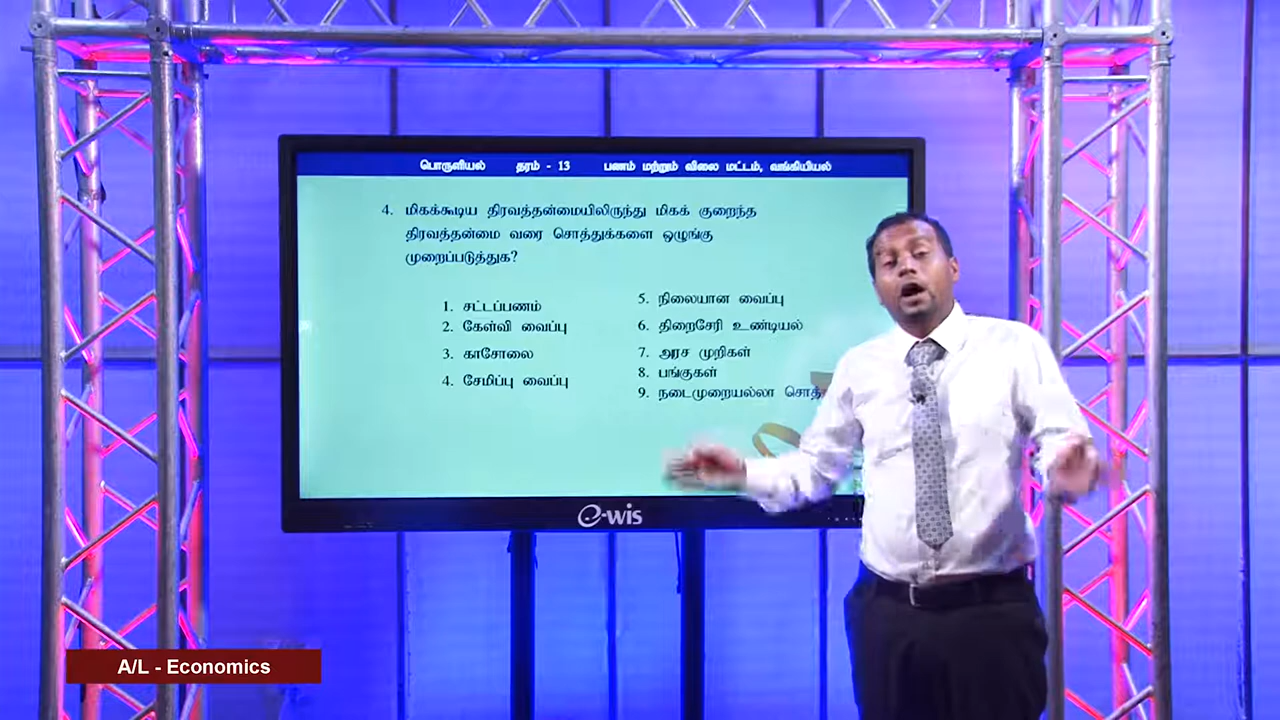 பொருளியல் தரம் - 13 பணம் மற்றும் விலை மட்டம், வங்கியியல்
4. மிகக்கூடிய திரவத்தன்மையிலிருந்து மிகக் குறைந்த
திரவத்தன்மை வரை சொத்துக்களை ஒழுங்கு
முறைப்படுத்துக?
1. சட்டப்பணம்
2. கேள்வி வைப்பு
3. காசோலை
4. சேமிப்பு வைப்பு
5. நிலையான வைப்பு
6. திறைசேரி உண்டியல்
7. அரச முறிகள்
8. பங்குகள்
9. நடைமுறையல்லா
e-wis
A/L - Economics